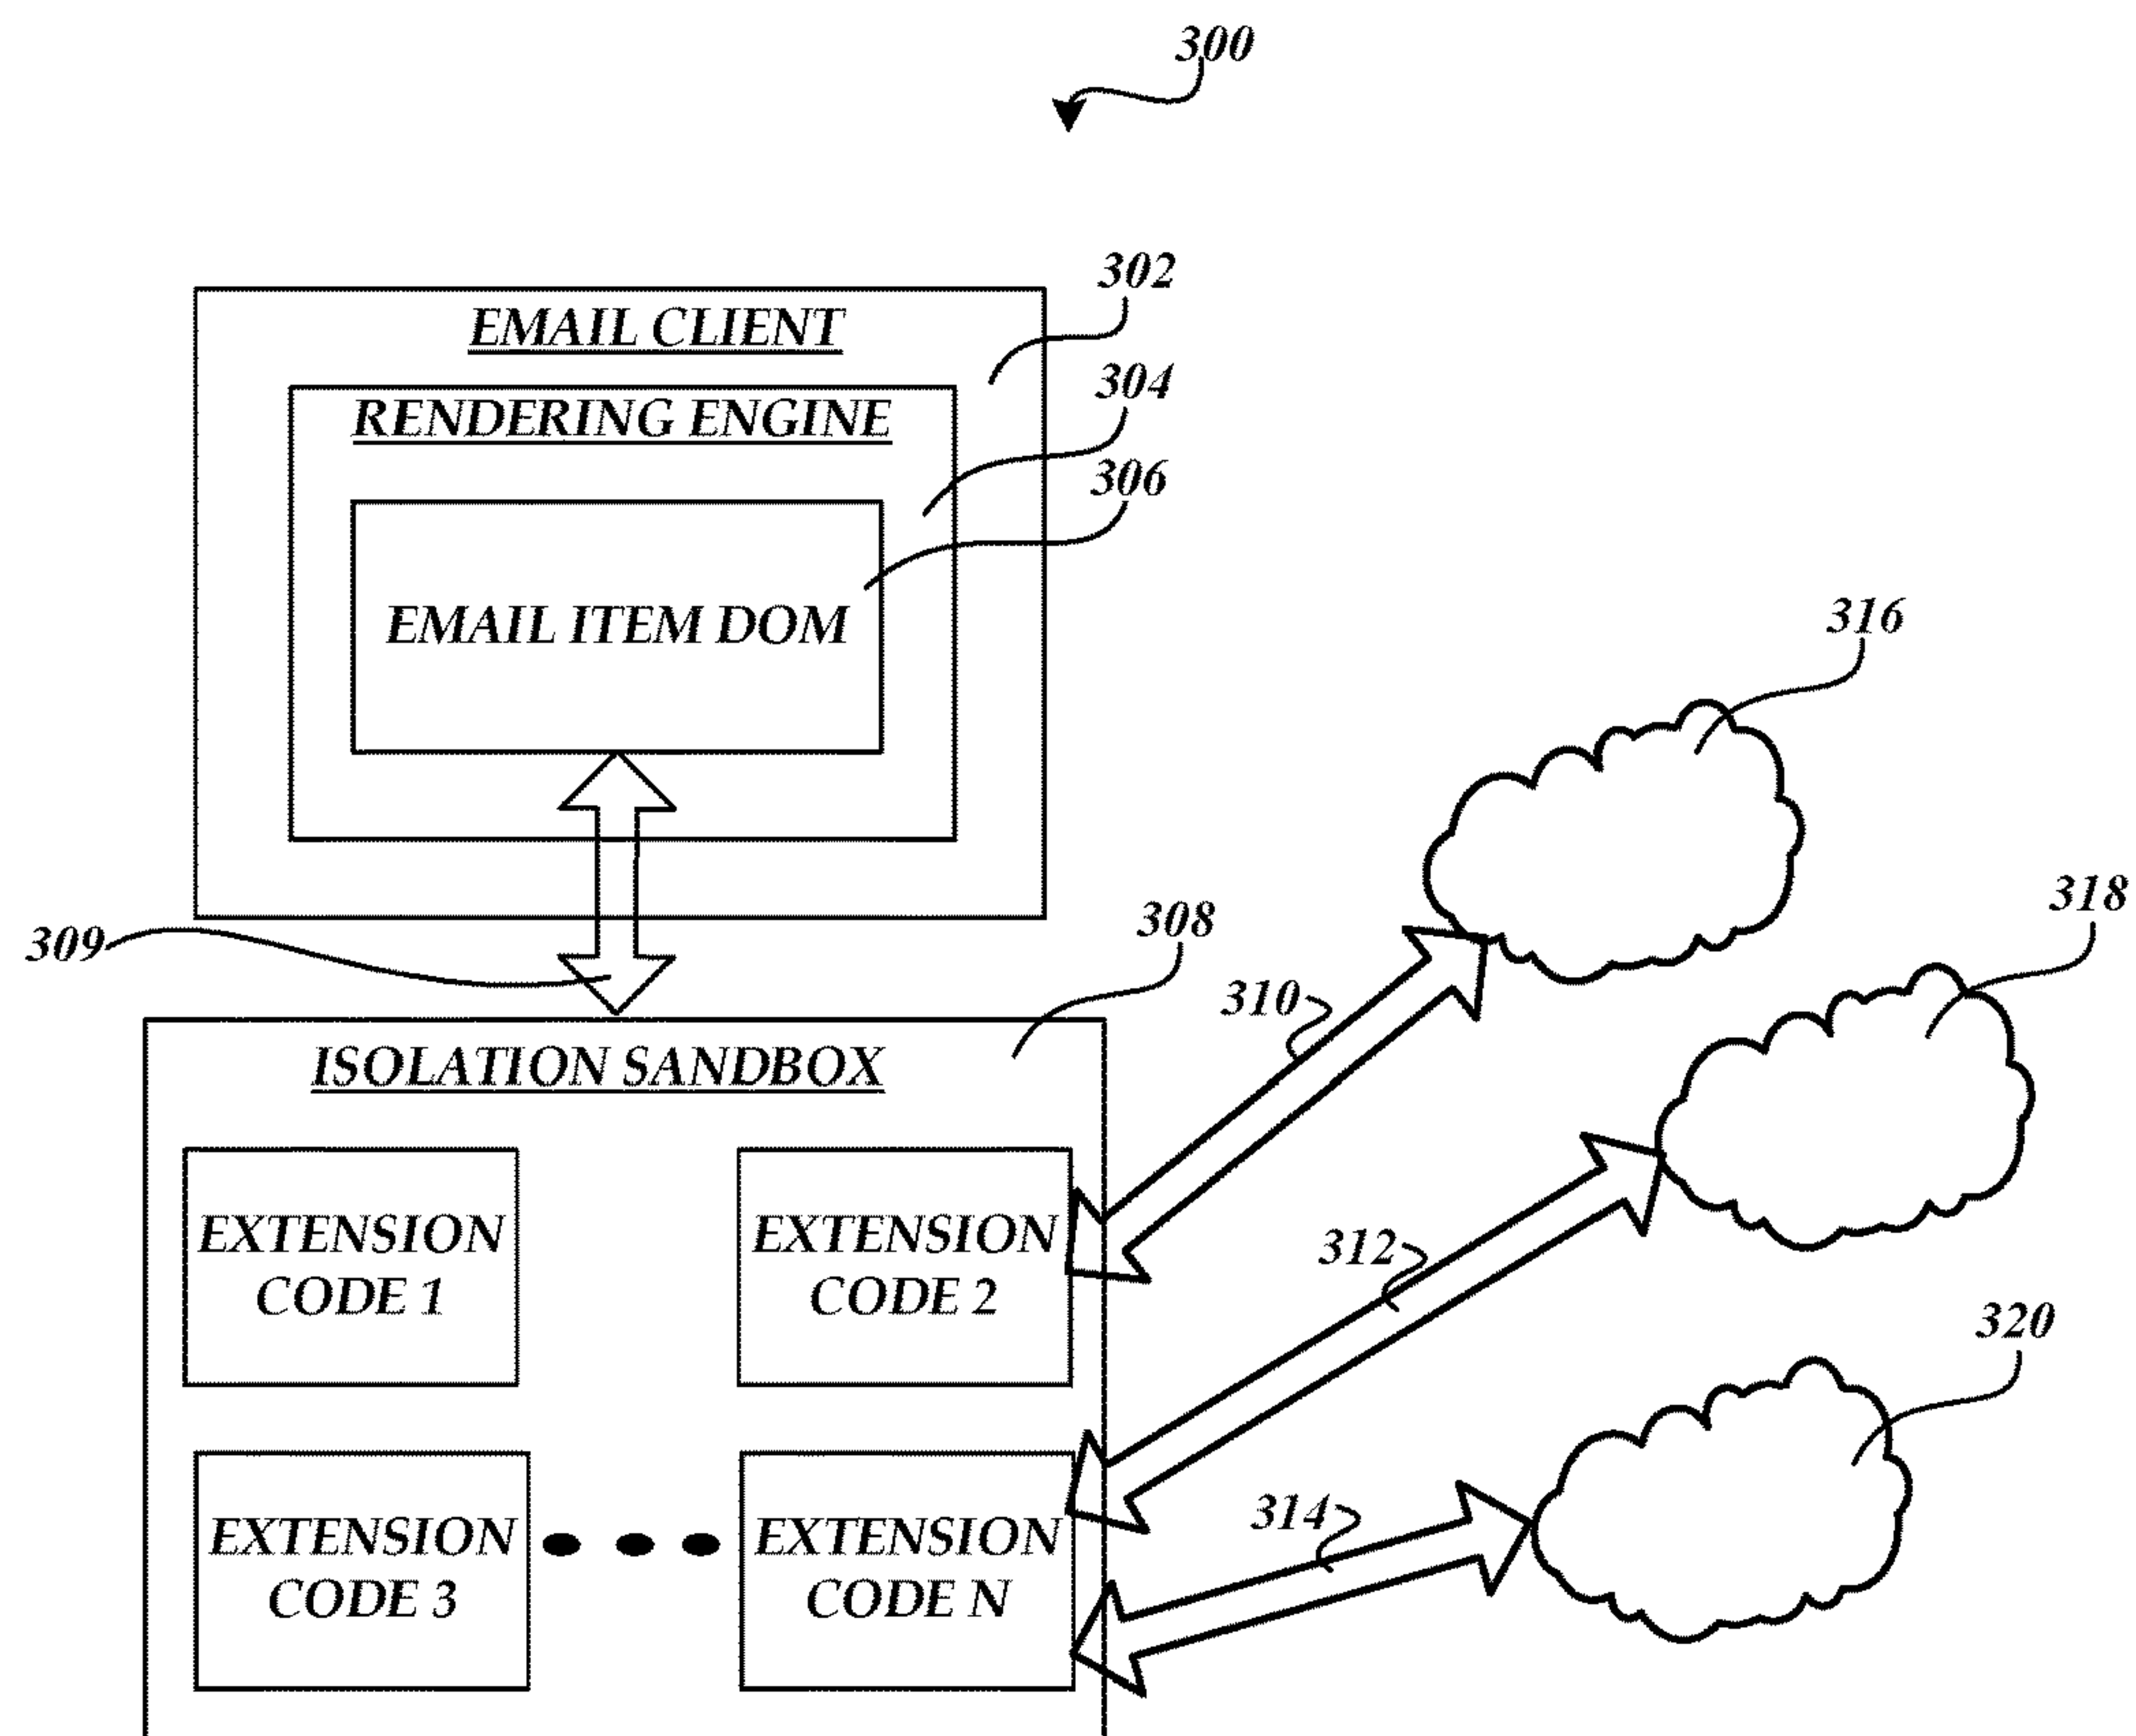 300
302
EMAIL CLIENT
304
RENDERING ENGINE
306
EMAIL ITEM DOM
316
318
309
308
310
ISOLATION SANDBOX
EXTENSION
CODE 1
EXTENSION
CODE 2
312
320
314
EXTENSION
CODE 3
EXTENSION
CODE N